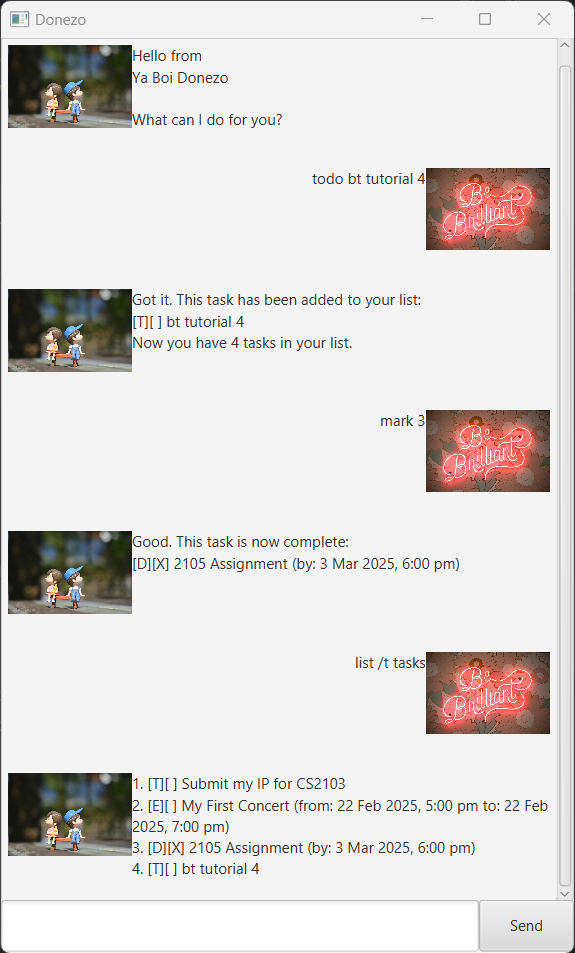 Donezo
Hello from
Ya Boi Donezo
What can I do for you?
todo bt tutorial 4
Be
Brilliant
Got it. This task has been added to your list:
[T][ ] bt tutorial 4
Now you have 4 tasks in your list.
mark 3
Be
Brilliant
Good. This task is now complete:
[D][X] 2105 Assignment (by: 3 Mar 2025, 6:00 pm)
list /t tasks
Be
Brilliant
1. [T][ ] Submit my IP for CS2103
2. [E][ ] My First Concert (from: 22 Feb 2025, 5:00 pm to: 22 Feb
2025, 7:00 pm)
3. [D][X] 2105 Assignment (by: 3 Mar 2025, 6:00 pm)
4. [T][ ] bt tutorial 4
Send